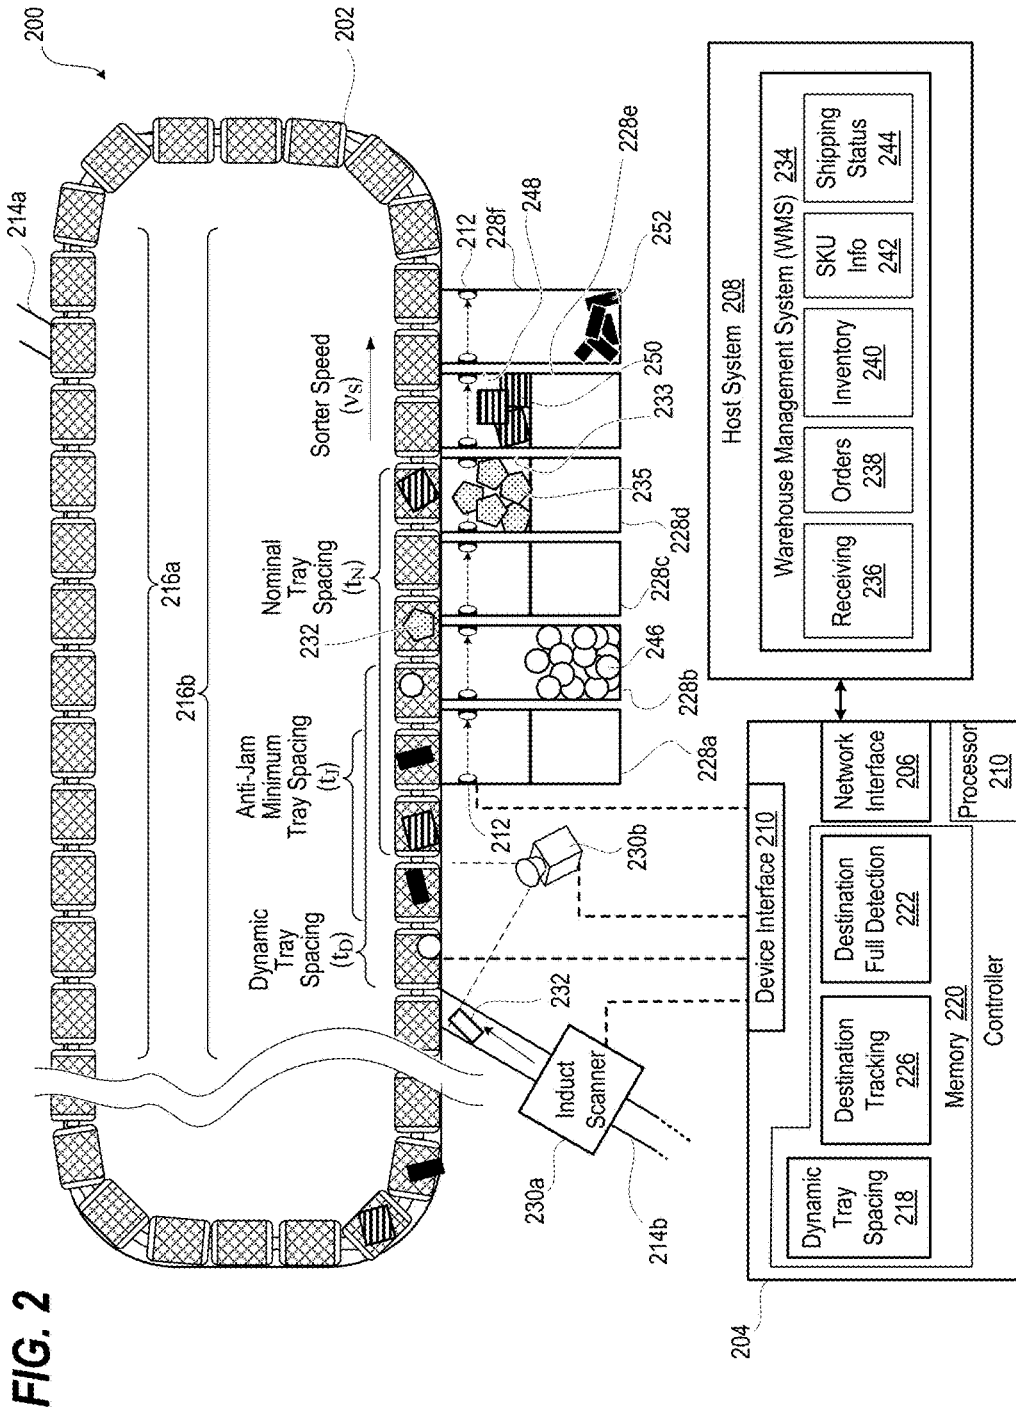 FIG. 2
200
202
214a
216a
216b
Sorter Speed
(vS)
Nominal
Tray
Spacing
(tN)
232
Anti-Jam
Minimum
Tray Spacing
(tJ)
Dynamic
Tray
Spacing
(tD)
212
228f
248
228e
252
250
233
235
228d
228c
246
228b
228a
212
230b
232
Induct
Scanner
230a
214b
Host System 208
Warehouse Management System (WMS) 234
Receiving
236
Orders
238
Inventory
240
SKU
Info
242
Shipping
Status
244
204
Device Interface 210
Network
Interface
206
Processor
210
Dynamic
Tray
Spacing
218
Destination
Tracking
226
Destination
Full Detection
222
Memory 220
Controller